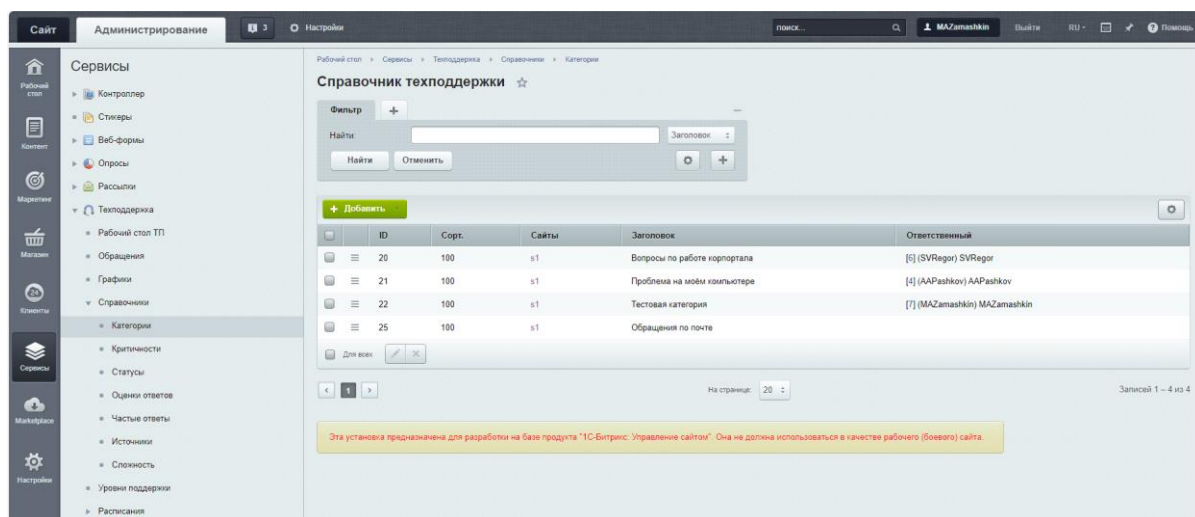 Сайт Администрирование 3 Настройки поиск... MAZamashkin Выйти RU Помощь
Рабочий стол
Контент
Маркетинг
Магазин
24
Клиенты
Сервисы
Marketplace
Настройки
Сервисы
Контроллер
Стикеры
Веб-формы
Опросы
Рассылки
Техподдержка
Рабочий стол ТП
Обращения
Графики
Справочники
Категории
Критичности
Статусы
Оценки ответов
Частые ответы
Источники
Сложность
Уровни поддержки
Расписания
Рабочий стол Сервисы Техподдержка Справочники Категории
Справочник техподдержки
Фильтр
Найти: Заголовок
Найти Отменить
Добавить
ID Сорт. Сайты Заголовок Ответственный
20 100 s1 Вопросы по работе корпортала [6] (SVRegor) SVRegor
21 100 s1 Проблема на моём компьютере [4] (AAPashkov) AAPashkov
22 100 s1 Тестовая категория [7] (MAZamashkin) MAZamashkin
25 100 s1 Обращения по почте
Для всех
1 На странице: 20 Записей 1 – 4 из 4
Эта установка предназначена для разработки на базе продукта "1С-Битрикс: Управление сайтом". Она не должна использоваться в качестве рабочего (боевого) сайта.